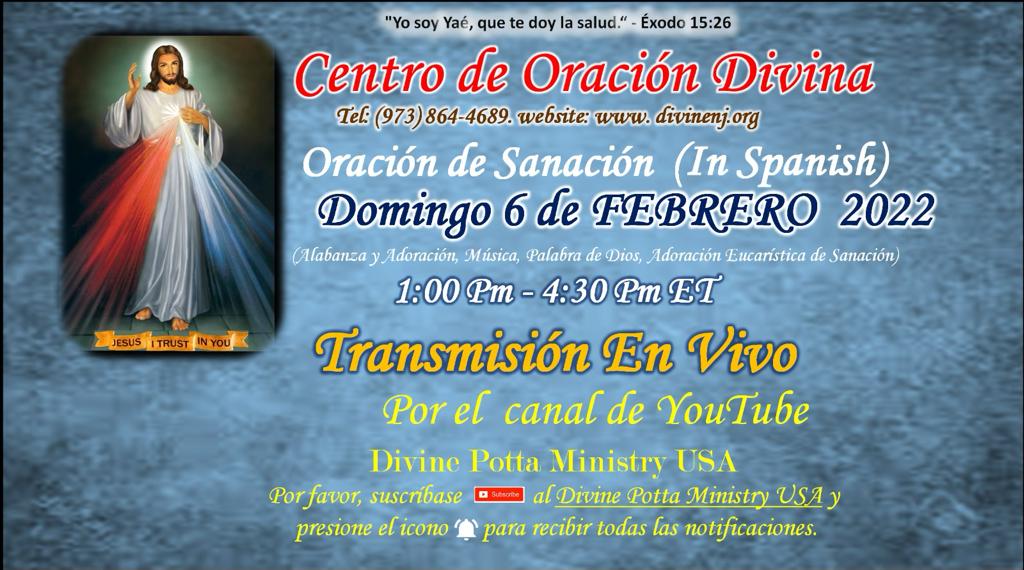 "Yo soy Yaé, que te doy la salud.“ - Éxodo 15:26
Centro de Oración Divina
Tel: (973) 864-4689. website: www. divinenj.org
Oración de Sanación (In Spanish)
Domingo 6 de FEBRERO 2022
(Alabanza y Adoración, Música, Palabra de Dios, Adoración Eucarística de Sanación)
1:00 Pm - 4:30 Pm ET
JESUS I TRUST IN YOU
Transmisión En Vivo
Por el canal de YouTube
Divine Potta Ministry USA
Por favor, suscríbase Subscribe al Divine Potta Ministry USA y
presione el icono para recibir todas las notificaciones.